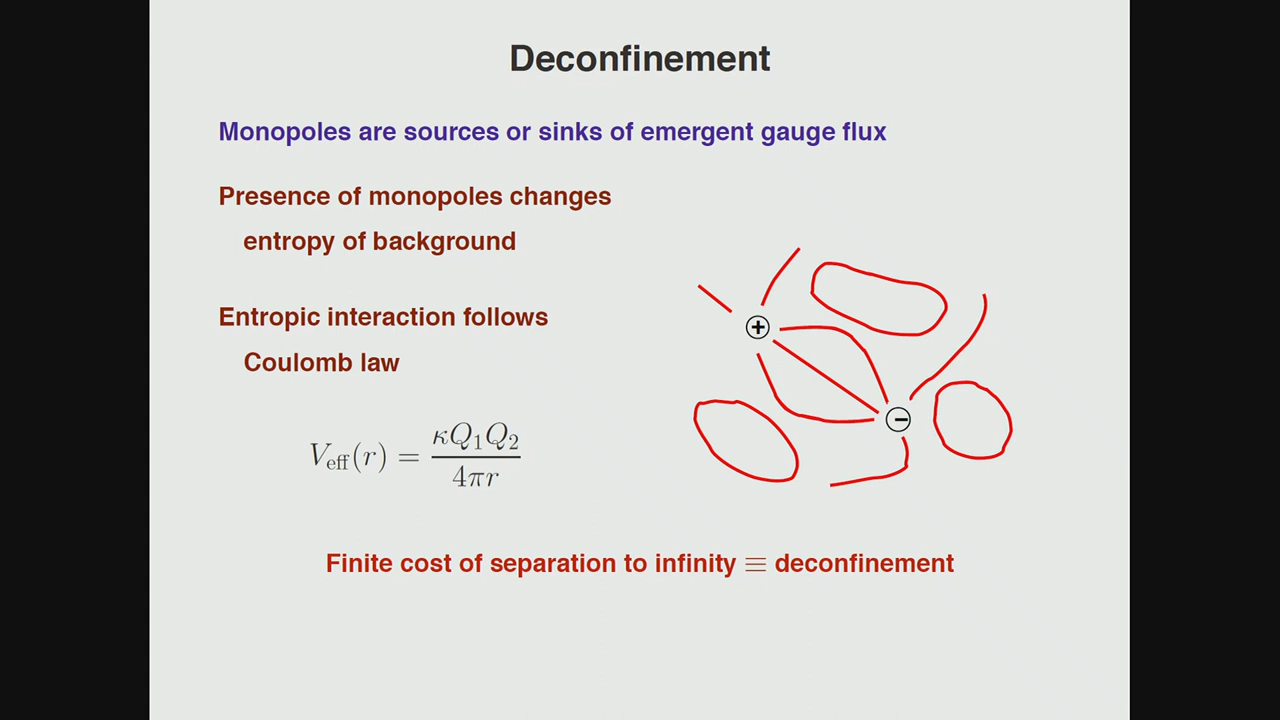 Deconfinement
Monopoles are sources or sinks of emergent gauge flux
Presence of monopoles changes
entropy of background
Entropic interaction follows
Coulomb law
V_eff(r) = κQ₁Q₂ / 4πr
+
−
Finite cost of separation to infinity ≡ deconfinement